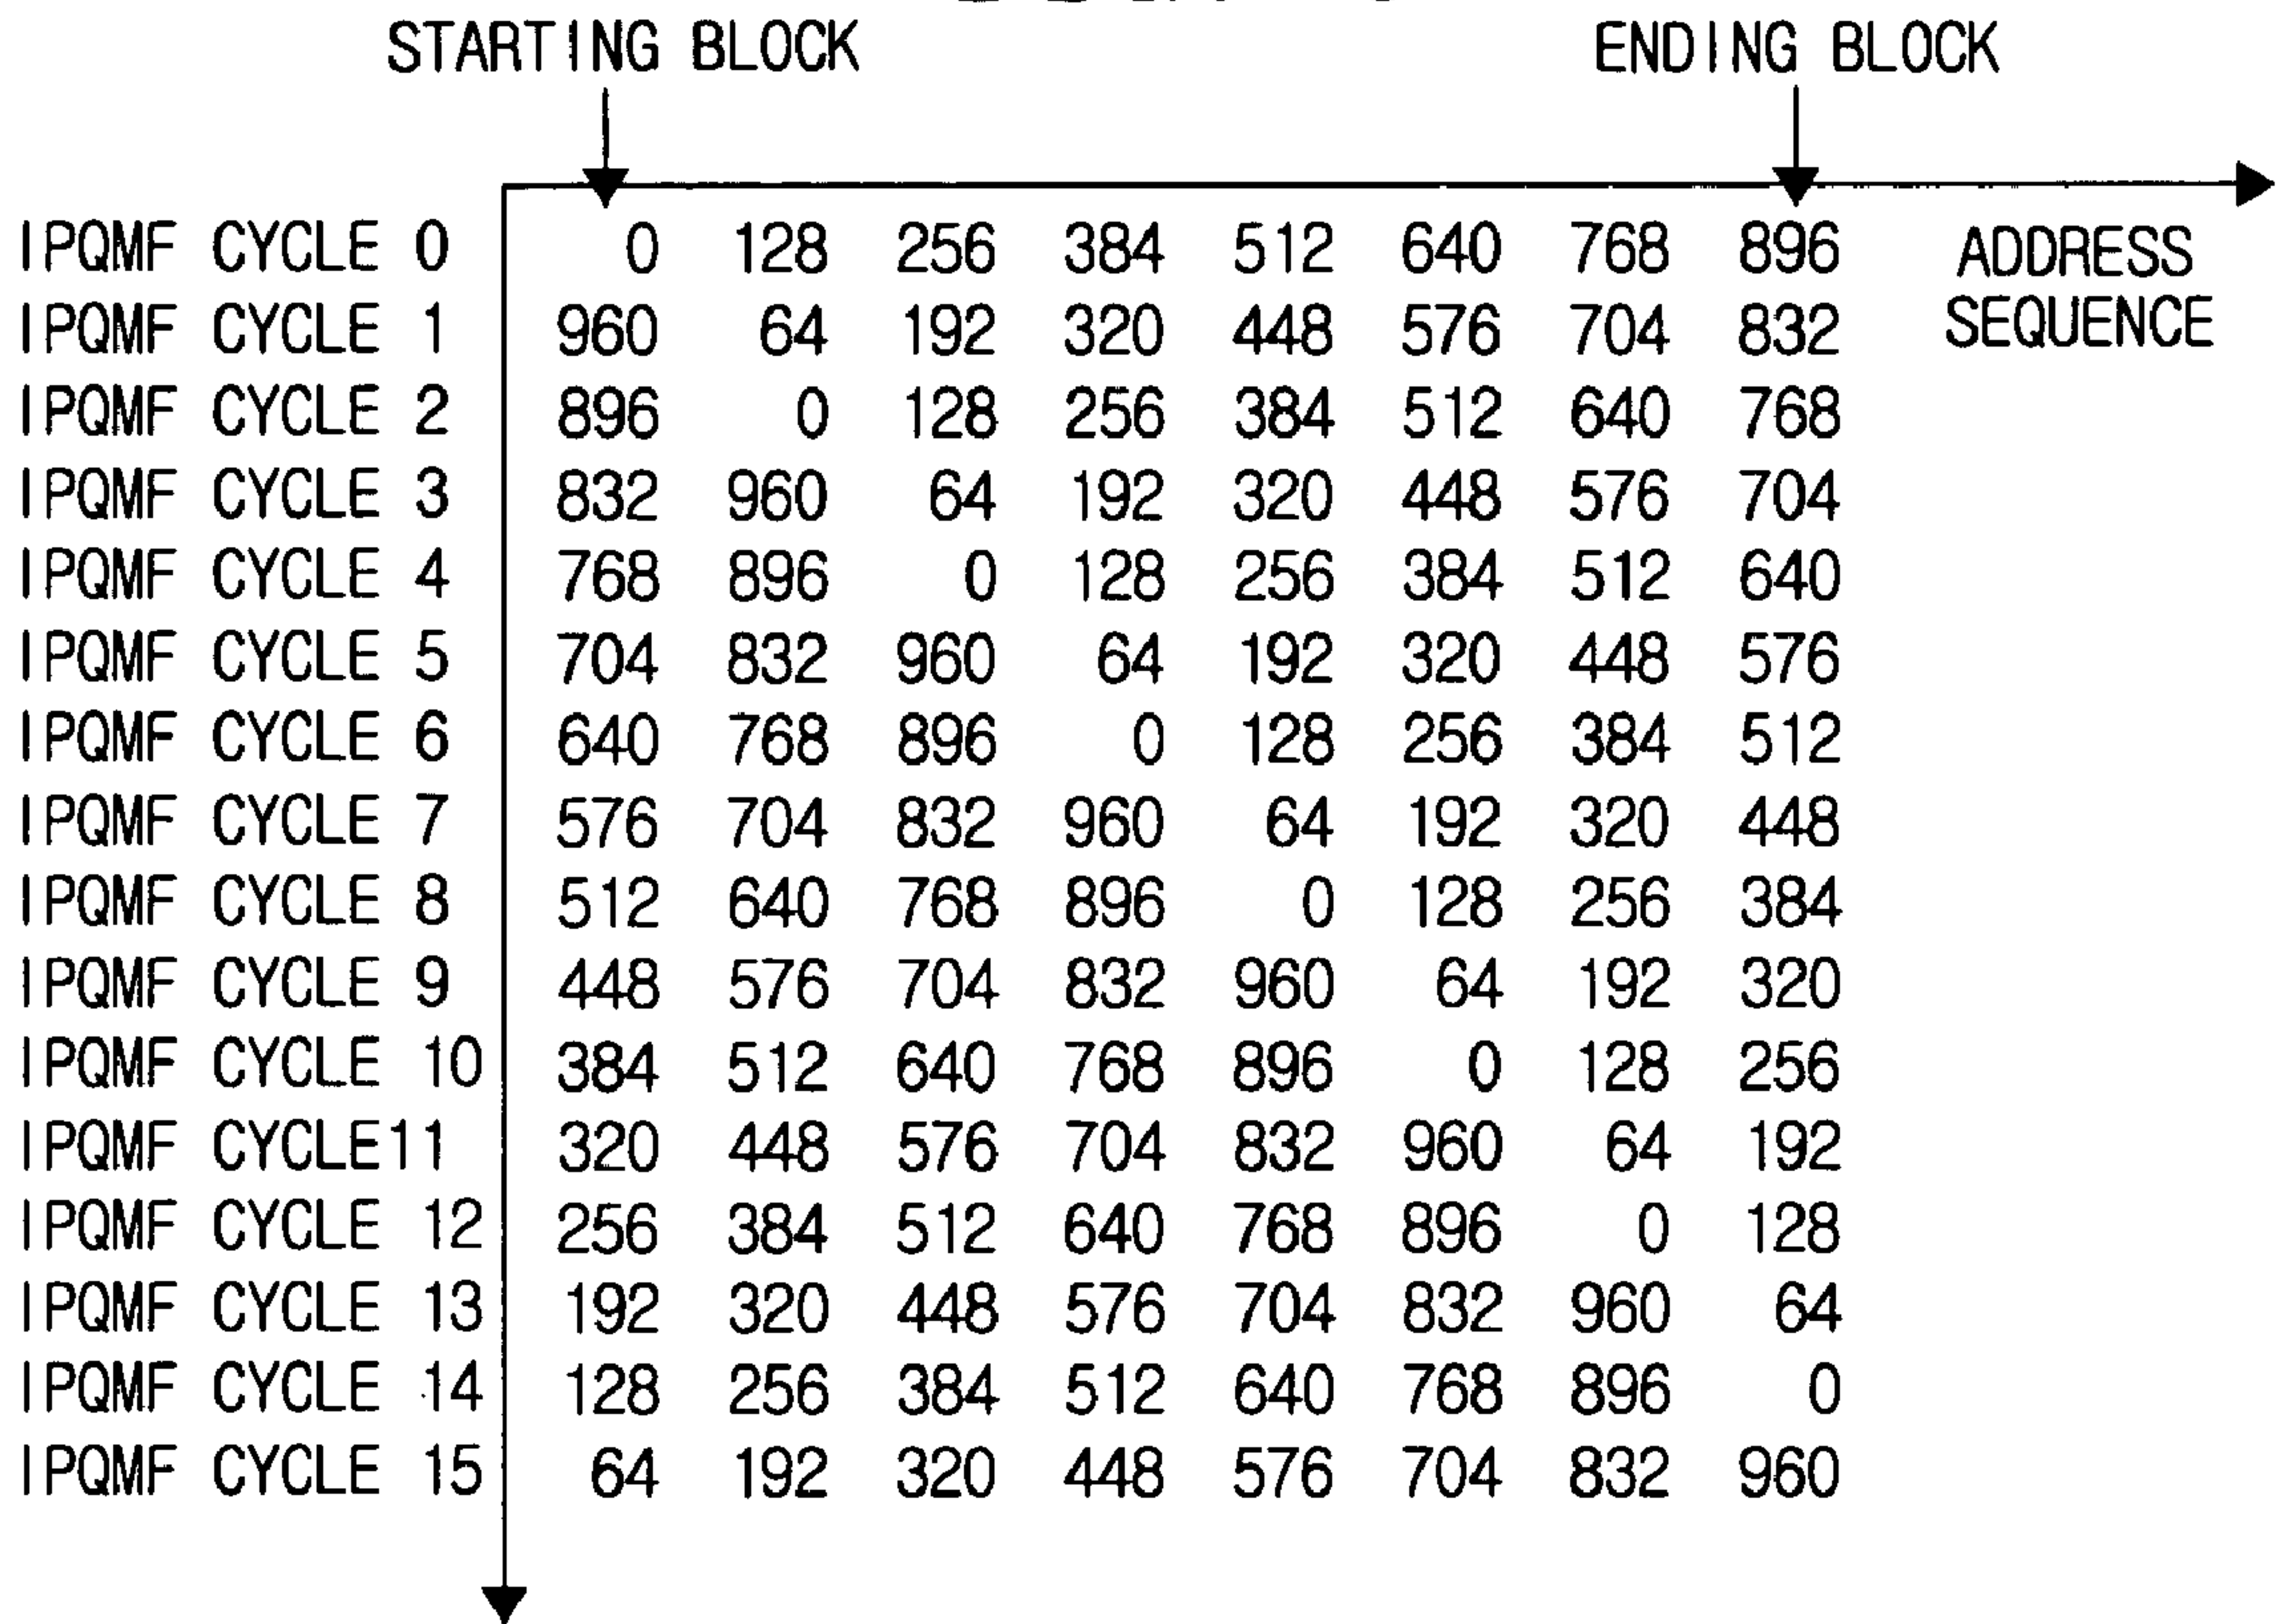 STARTING BLOCK ENDING BLOCK
IPQMF CYCLE 0 0 128 256 384 512 640 768 896 ADDRESS
IPQMF CYCLE 1 960 64 192 320 448 576 704 832 SEQUENCE
IPQMF CYCLE 2 896 0 128 256 384 512 640 768
IPQMF CYCLE 3 832 960 64 192 320 448 576 704
IPQMF CYCLE 4 768 896 0 128 256 384 512 640
IPQMF CYCLE 5 704 832 960 64 192 320 448 576
IPQMF CYCLE 6 640 768 896 0 128 256 384 512
IPQMF CYCLE 7 576 704 832 960 64 192 320 448
IPQMF CYCLE 8 512 640 768 896 0 128 256 384
IPQMF CYCLE 9 448 576 704 832 960 64 192 320
IPQMF CYCLE 10 384 512 640 768 896 0 128 256
IPQMF CYCLE11 320 448 576 704 832 960 64 192
IPQMF CYCLE 12 256 384 512 640 768 896 0 128
IPQMF CYCLE 13 192 320 448 576 704 832 960 64
IPQMF CYCLE 14 128 256 384 512 640 768 896 0
IPQMF CYCLE 15 64 192 320 448 576 704 832 960